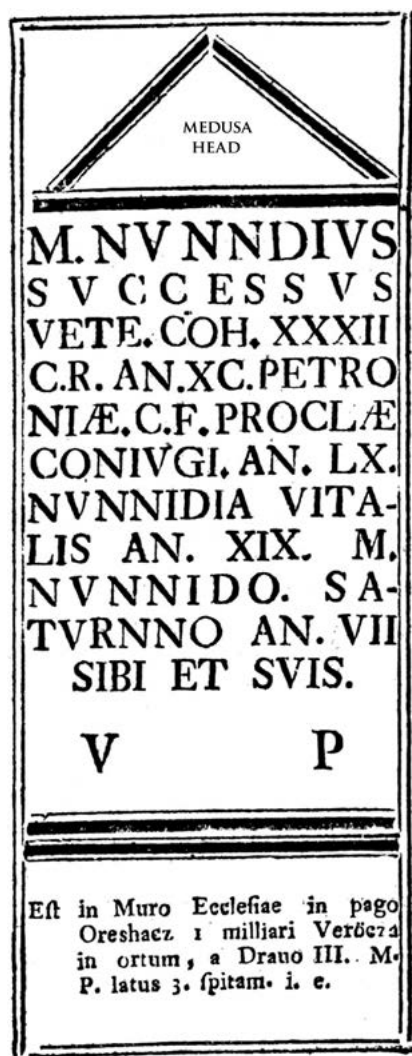 MEDUSA
HEAD
M. NVNNDIVS
SVCCESSVS
VETE. COH. XXXII
C.R. AN.XC. PETRO
NIÆ. C. F. PROCLÆ
CONIVGI. AN. LX.
NVNNIDIA VITA-
LIS AN. XIX. M.
NVNNIDO. SA-
TVRNNO AN. VII
SIBI ET SVIS.
V P
Eſt in Muro Eccleſiae in pago
Oreshacz 1 milliari Veröcza
in ortum, a Drauo III. M.
P. latus 3. ſpitam. i. e.